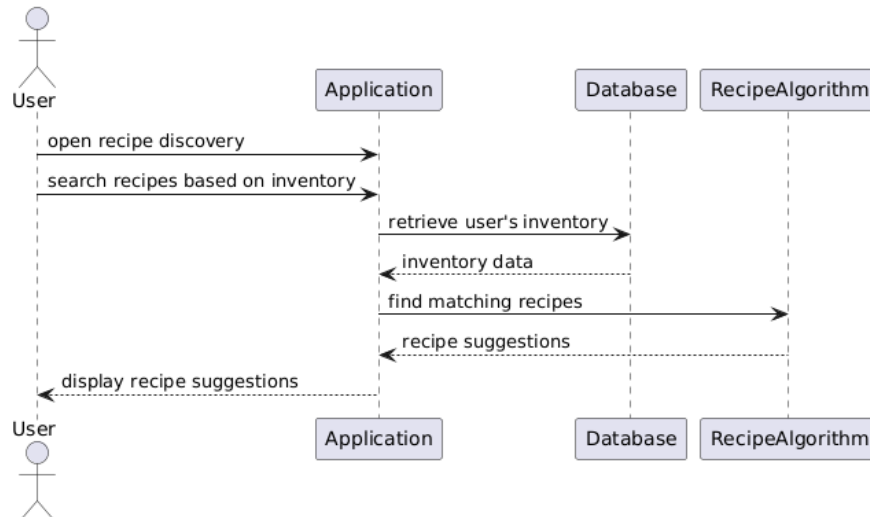 User
Application
Database
RecipeAlgorithm
open recipe discovery
search recipes based on inventory
retrieve user's inventory
inventory data
find matching recipes
recipe suggestions
display recipe suggestions
User
Application
Database
RecipeAlgorithm